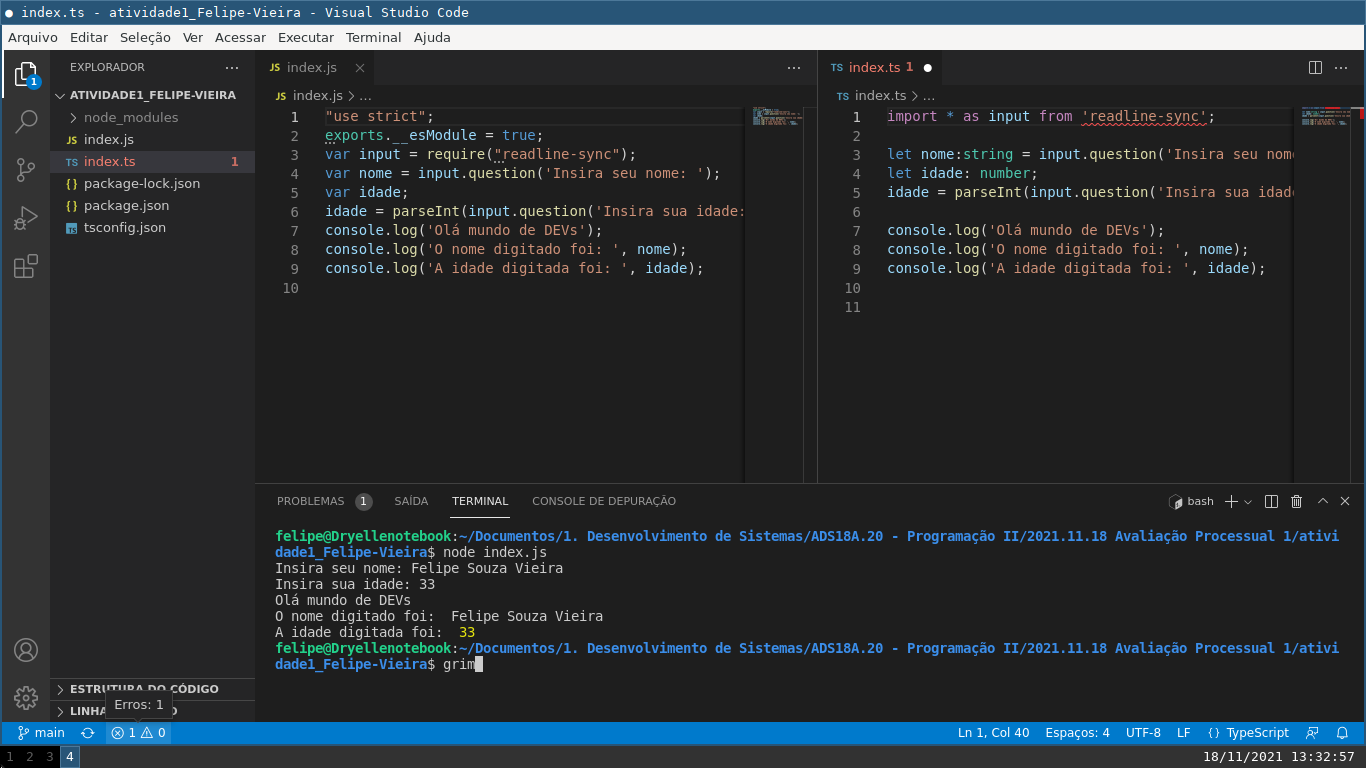 ● index.ts - atividade1_Felipe-Vieira - Visual Studio Code
Arquivo Editar Seleção Ver Acessar Executar Terminal Ajuda
1
EXPLORADOR ···
ATIVIDADE1_FELIPE-VIEIRA
node_modules
JS index.js
TS index.ts 1
{} package-lock.json
{} package.json
TS tsconfig.json
ESTRUTURA DO CÓDIGO
LINHA O
Erros: 1
JS index.js ···
JS index.js > ...
1 "use strict";
2 exports.__esModule = true;
3 var input = require("readline-sync");
4 var nome = input.question('Insira seu nome: ');
5 var idade;
6 idade = parseInt(input.question('Insira sua idade:
7 console.log('Olá mundo de DEVs');
8 console.log('O nome digitado foi: ', nome);
9 console.log('A idade digitada foi: ', idade);
10
TS index.ts 1 ● ···
TS index.ts > ...
1 import * as input from 'readline-sync';
2
3 let nome:string = input.question('Insira seu nom
4 let idade: number;
5 idade = parseInt(input.question('Insira sua idad
6
7 console.log('Olá mundo de DEVs');
8 console.log('O nome digitado foi: ', nome);
9 console.log('A idade digitada foi: ', idade);
10
11
PROBLEMAS 1 SAÍDA TERMINAL CONSOLE DE DEPURAÇÃO bash
felipe@Dryellenotebook:~/Documentos/1. Desenvolvimento de Sistemas/ADS18A.20 - Programação II/2021.11.18 Avaliação Processual 1/ativi
dade1_Felipe-Vieira$ node index.js
Insira seu nome: Felipe Souza Vieira
Insira sua idade: 33
Olá mundo de DEVs
O nome digitado foi:  Felipe Souza Vieira
A idade digitada foi:  33
felipe@Dryellenotebook:~/Documentos/1. Desenvolvimento de Sistemas/ADS18A.20 - Programação II/2021.11.18 Avaliação Processual 1/ativi
dade1_Felipe-Vieira$ grim
main 1 0 Ln 1, Col 40 Espaços: 4 UTF-8 LF {} TypeScript
1 2 3 4 18/11/2021 13:32:57